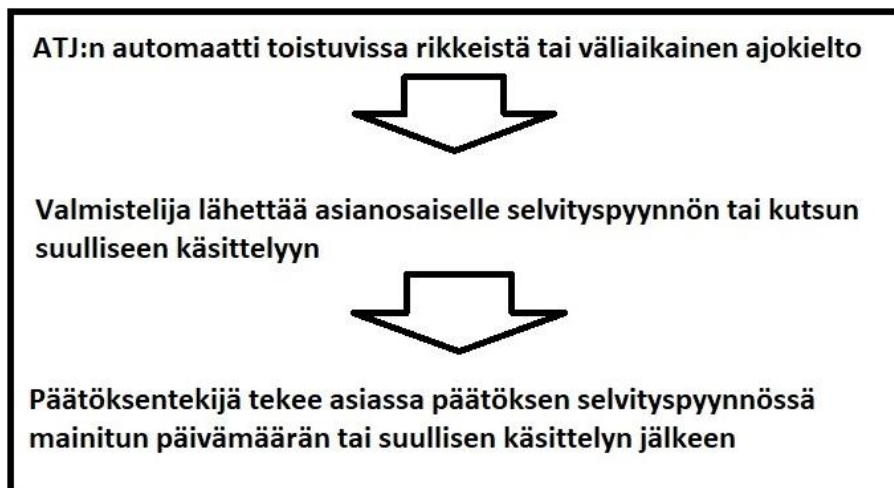 ATJ:n automaatti toistuvissa rikkeistä tai väliaikainen ajokielto
Valmistelija lähettää asianosaiselle selvityspyynnön tai kutsun
suulliseen käsittelyyn
Päätöksentekijä tekee asiassa päätöksen selvityspyynnössä
mainitun päivämäärän tai suullisen käsittelyn jälkeen